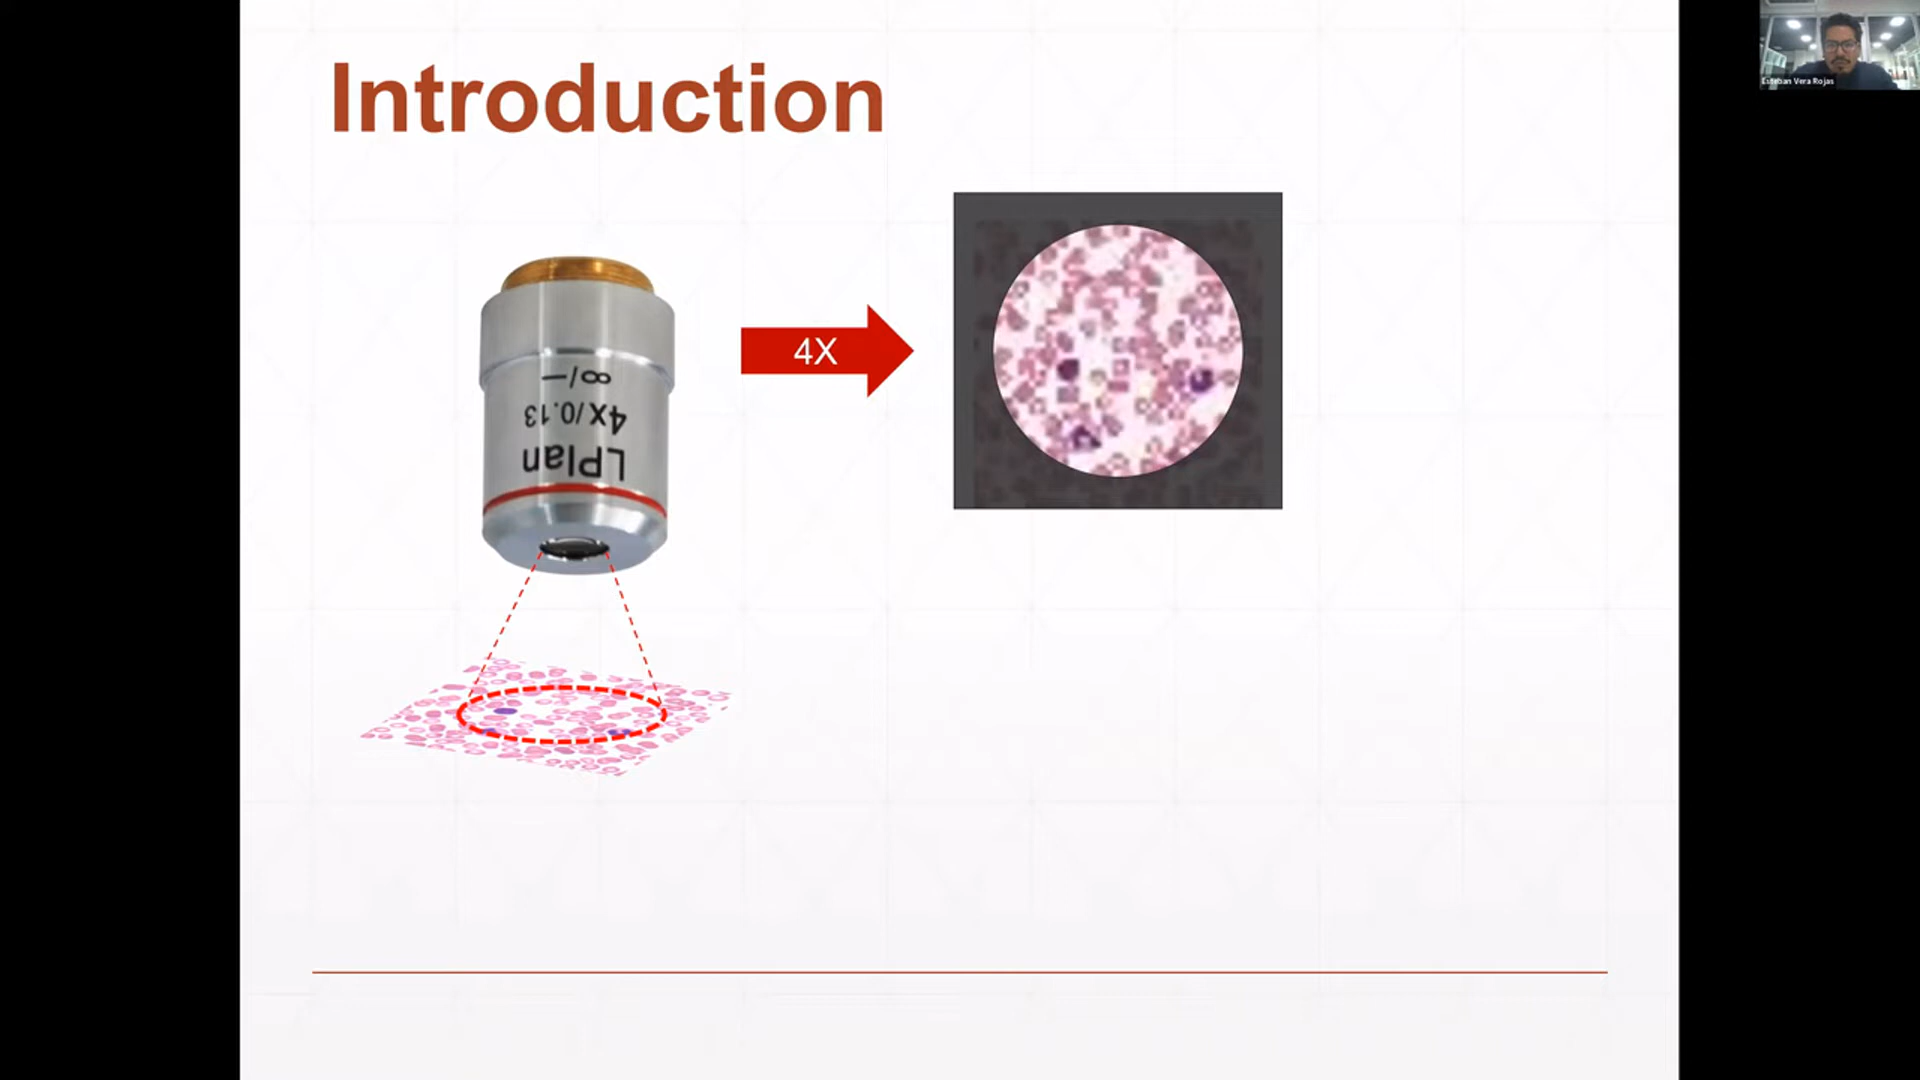 Introduction
Esteban Vera Rojas
4X
∞/—
4X/0.13
LPlan